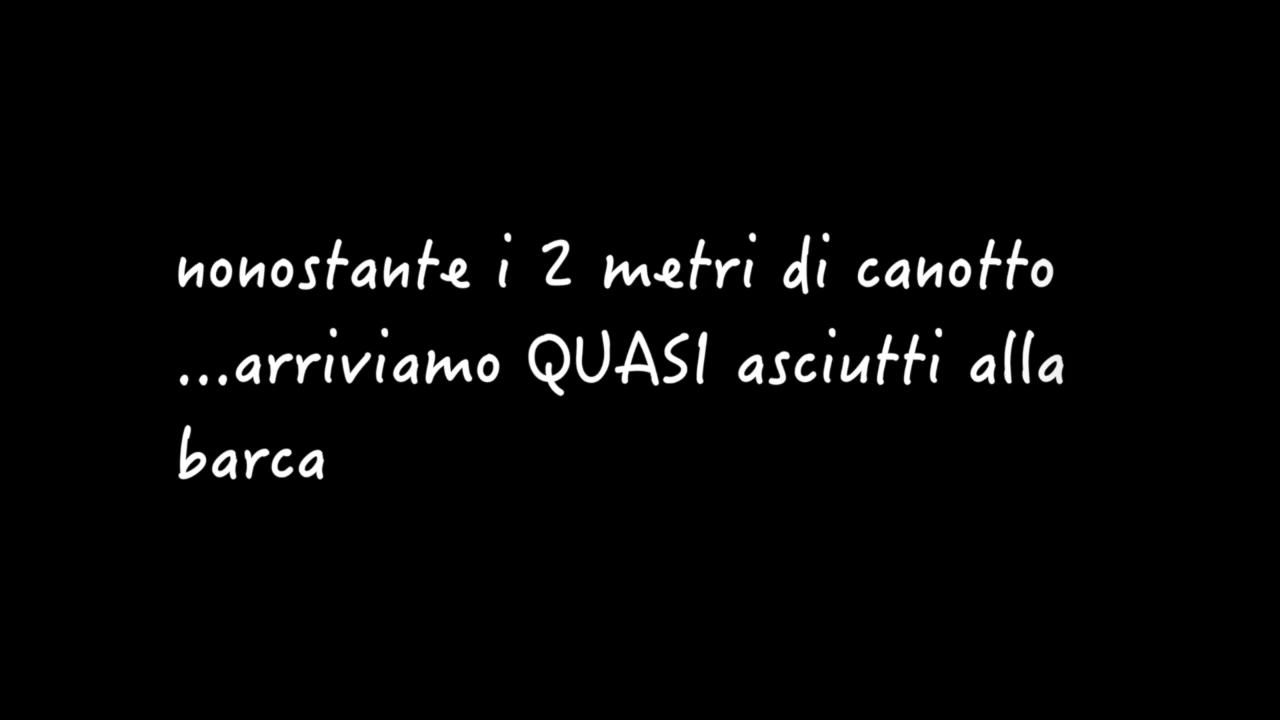 nonostante i 2 metri di canotto
...arriviamo QUASI asciutti alla
barca